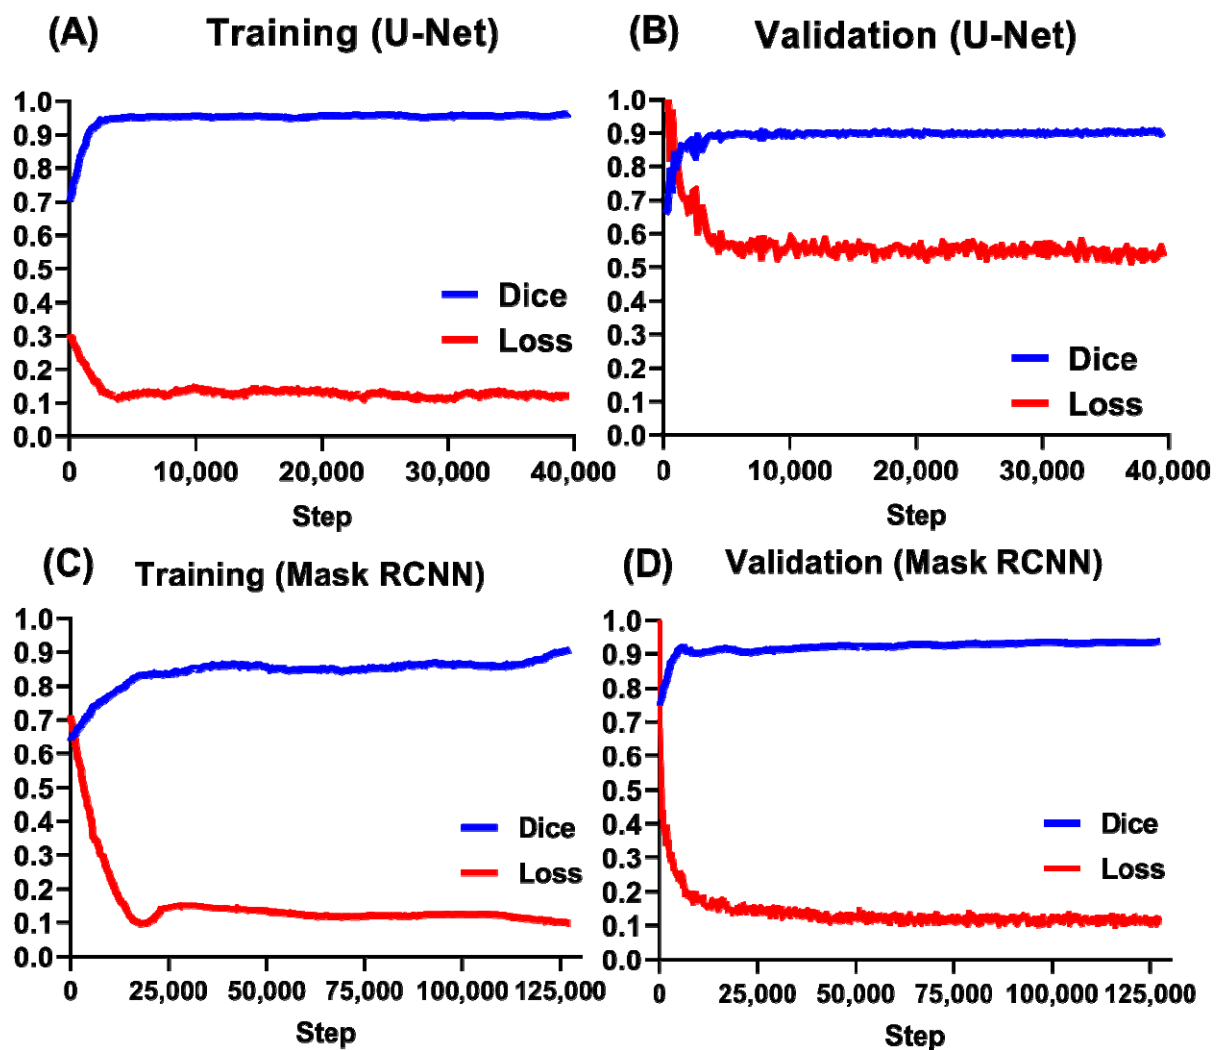 (A) Training (U-Net)
1.0
0.9
0.8
0.7
0.6
0.5
0.4
0.3
0.2
0.1
0.0
Dice
Loss
0 10,000 20,000 30,000 40,000
Step
(B) Validation (U-Net)
1.0
0.9
0.8
0.7
0.6
0.5
0.4
0.3
0.2
0.1
0.0
Dice
Loss
0 10,000 20,000 30,000 40,000
Step
(C) Training (Mask RCNN)
1.0
0.9
0.8
0.7
0.6
0.5
0.4
0.3
0.2
0.1
0.0
Dice
Loss
0 25,000 50,000 75,000 100,000 125,000
Step
(D) Validation (Mask RCNN)
1.0
0.9
0.8
0.7
0.6
0.5
0.4
0.3
0.2
0.1
0.0
Dice
Loss
0 25,000 50,000 75,000 100,000 125,000
Step